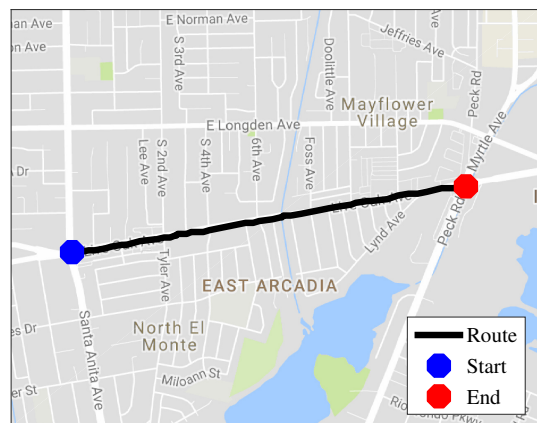 E Norman Ave
E Norman Ave
Jeffries Ave
S 3rd Ave
Doolittle Ave
Peck Rd
Mayflower
Village
E Longden Ave
Myrtle Ave
Lee Ave
S 2nd Ave
S 4th Ave
6th Ave
Foss Ave
Peck Rd
Lynd Ave
Tyler Ave
EAST ARCADIA
Santa Anita Ave
North El
Monte
Miloann St
Route
Start
End